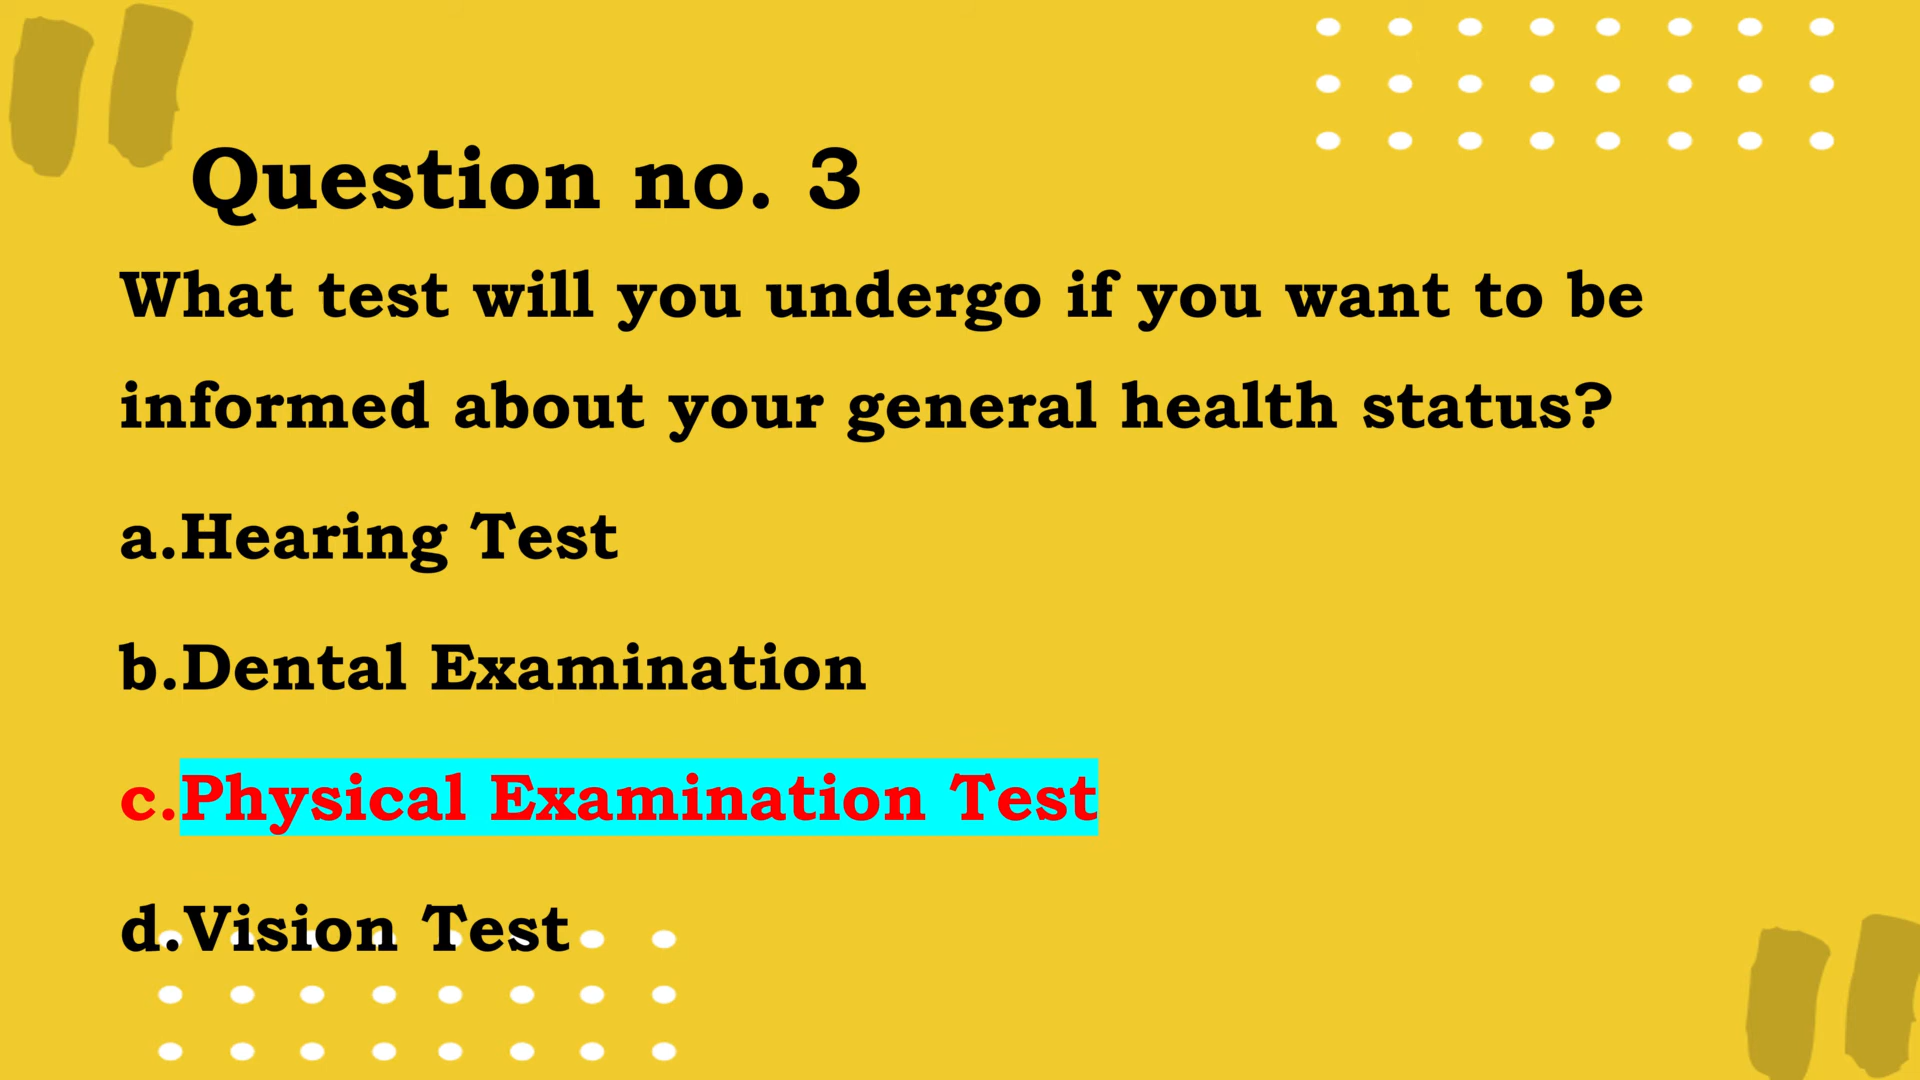 Question no. 3
What test will you undergo if you want to be
informed about your general health status?
a.Hearing Test
b.Dental Examination
c.Physical Examination Test
d.Vision Test